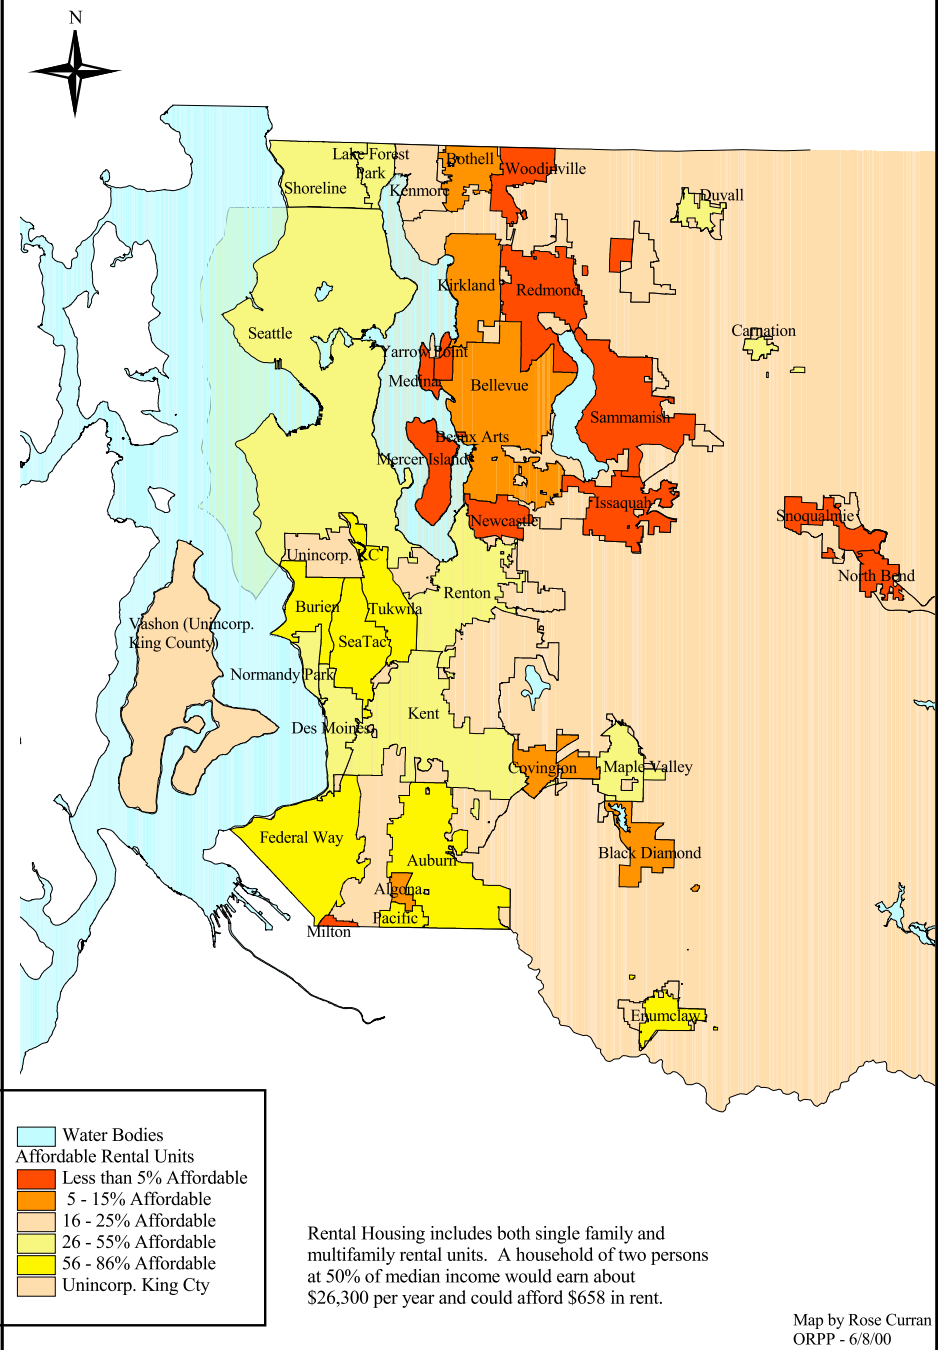 N
Lake Forest
Park
Bothell
Woodinville
Shoreline
Kenmore
Duvall
Kirkland
Redmond
Seattle
Carnation
Yarrow Point
Medina
Bellevue
Sammamish
Beaux Arts
Mercer Island
Issaquah
Newcastle
Snoqualmie
Unincorp. KC
North Bend
Renton
Burien
Tukwila
Vashon (Unincorp.
King County)
SeaTac
Normandy Park
Kent
Des Moines
Covington
Maple Valley
Federal Way
Black Diamond
Auburn
Algona
Pacific
Milton
Enumclaw
Water Bodies
Affordable Rental Units
Less than 5% Affordable
5 - 15% Affordable
16 - 25% Affordable
26 - 55% Affordable
56 - 86% Affordable
Unincorp. King Cty
Rental Housing includes both single family and
multifamily rental units. A household of two persons
at 50% of median income would earn about
$26,300 per year and could afford $658 in rent.
Map by Rose Curran
ORPP - 6/8/00